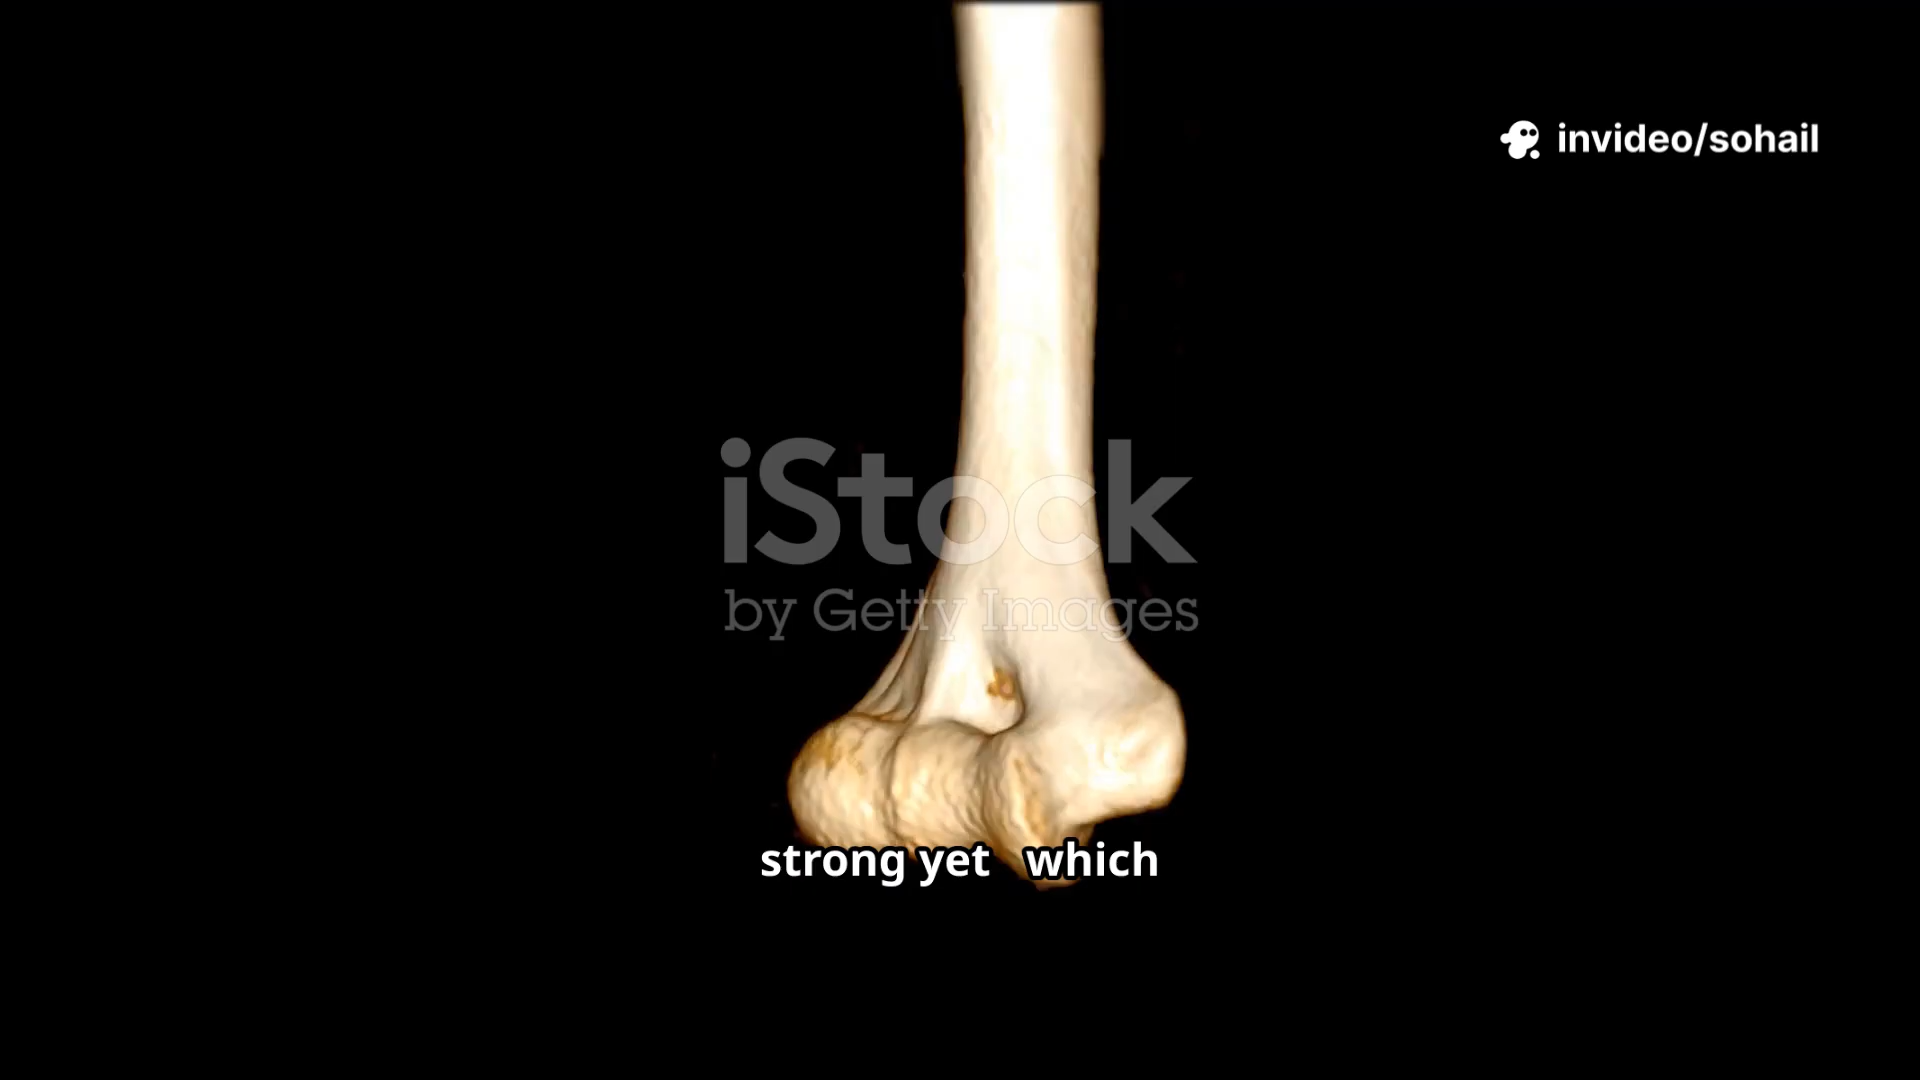 invideo/sohail
iStock
by Getty Images
strong yet which